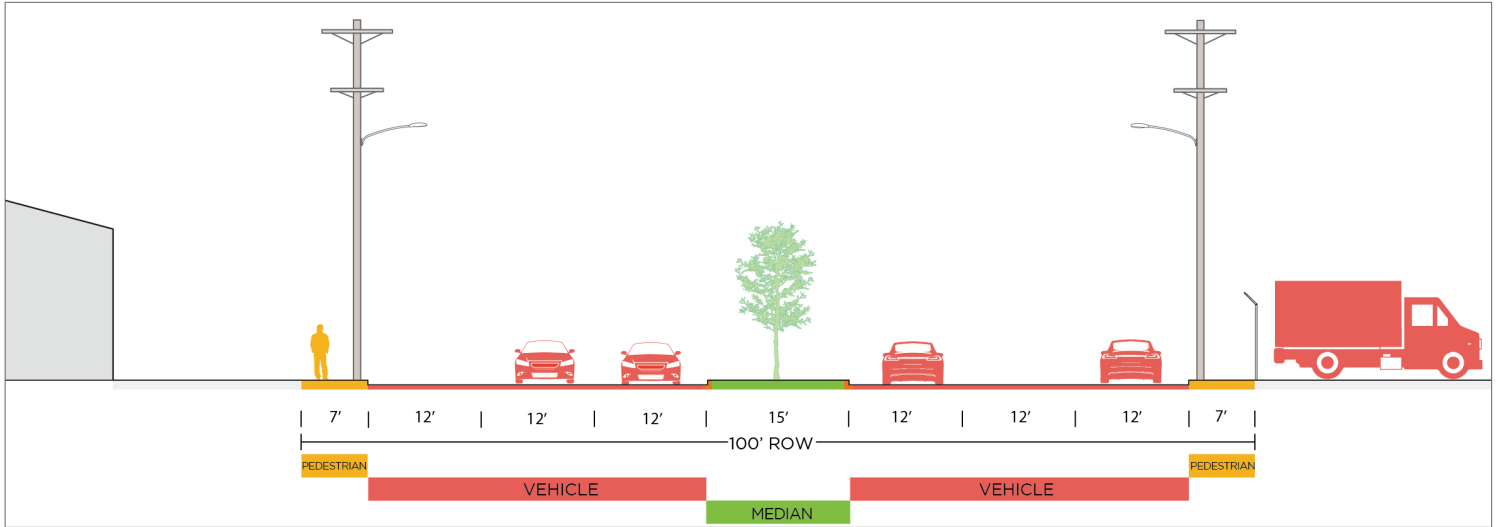 | 7’ | 12’ | 12’ | 12’ | 15’ | 12’ | 12’ | 12’ | 7’ |
100’ ROW
PEDESTRIAN PEDESTRIAN
VEHICLE VEHICLE
MEDIAN